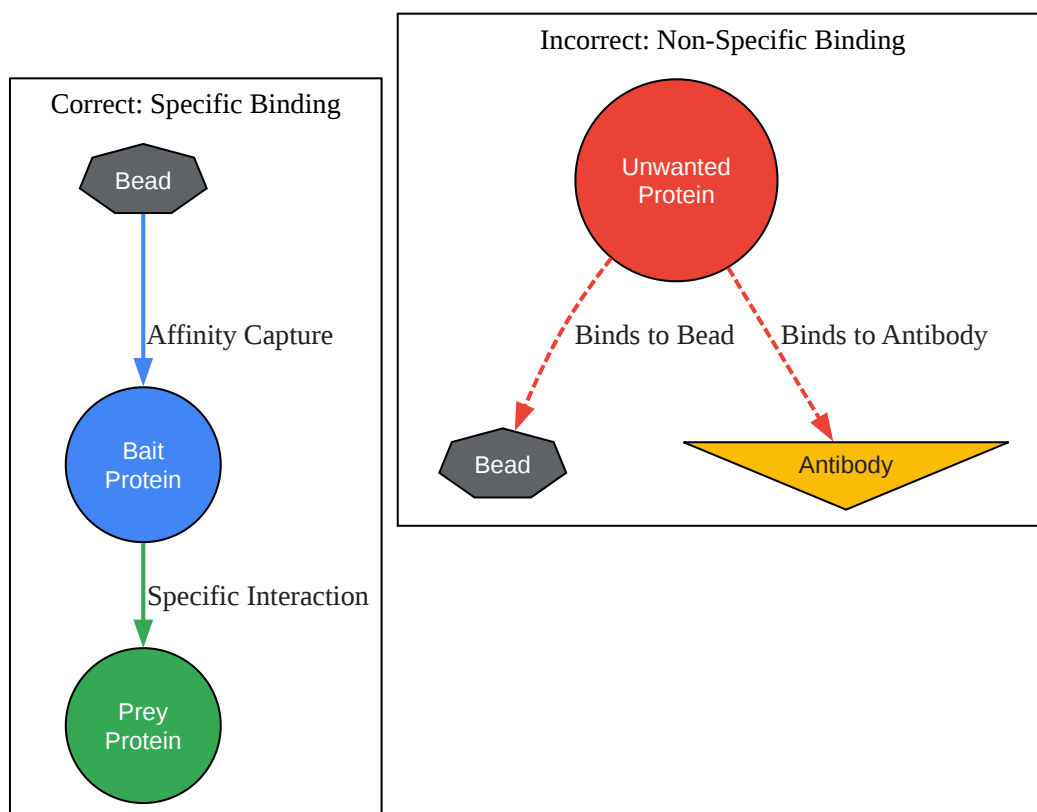 Correct: Specific Binding
Bead
Affinity Capture
Bait
Protein
Specific Interaction
Prey
Protein
Incorrect: Non-Specific Binding
Unwanted
Protein
Binds to Bead
Binds to Antibody
Bead
Antibody